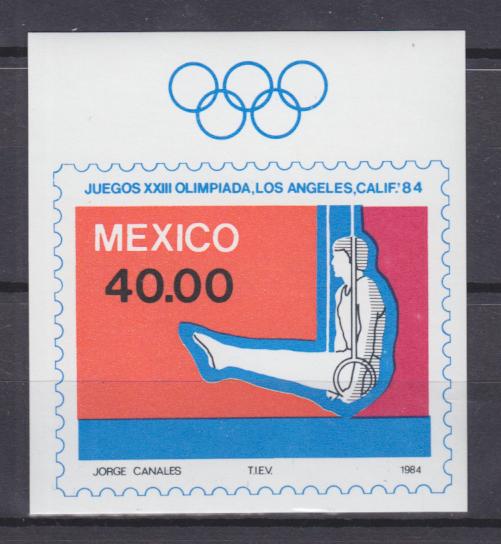 JUEGOS XXIII OLIMPIADA, LOS ANGELES, CALIF.'84
MEXICO
40.00
JORGE CANALES T.I.E.V. 1984